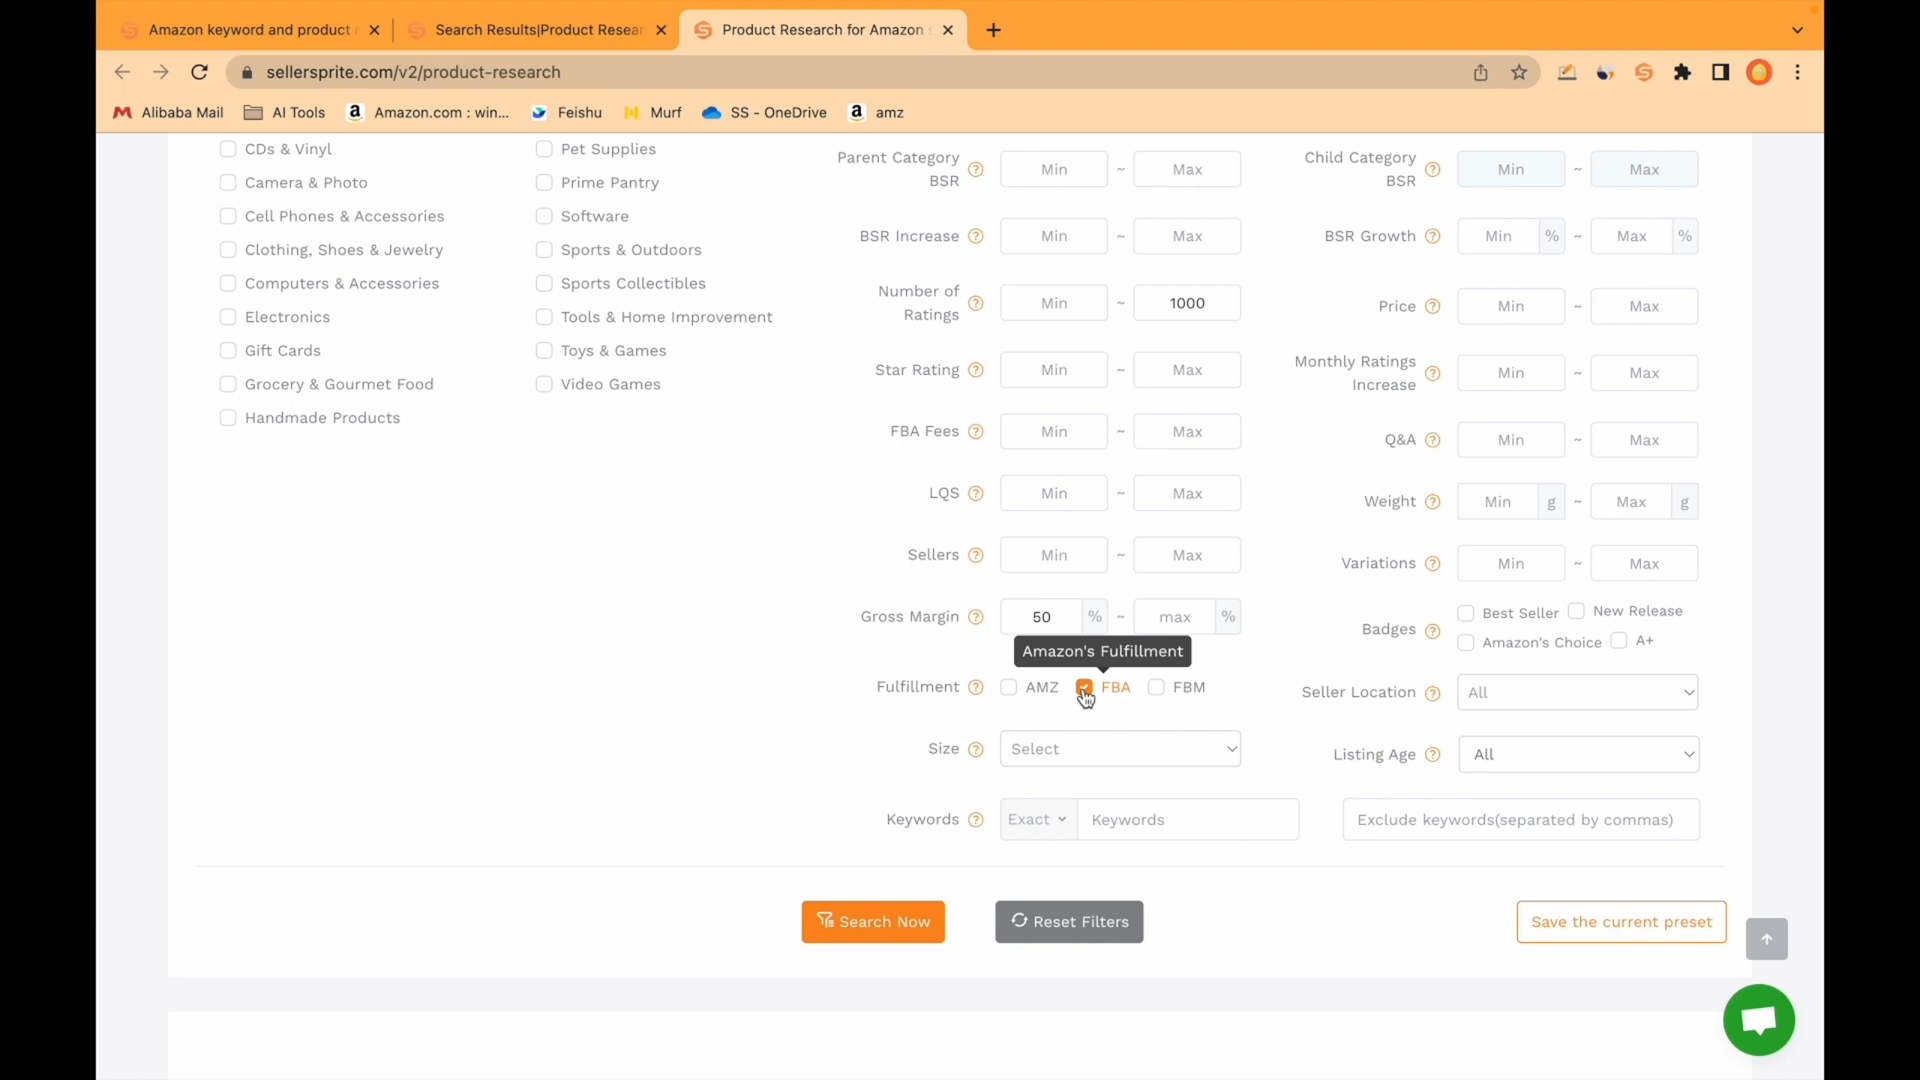 Amazon keyword and product r
Search Results|Product Resear
Product Research for Amazon s
sellersprite.com/v2/product-research
Alibaba Mail
AI Tools
Amazon.com : win...
Feishu
Murf
SS - OneDrive
amz
CDs & Vinyl
Pet Supplies
Camera & Photo
Prime Pantry
Cell Phones & Accessories
Software
Clothing, Shoes & Jewelry
Sports & Outdoors
Computers & Accessories
Sports Collectibles
Electronics
Tools & Home Improvement
Gift Cards
Toys & Games
Grocery & Gourmet Food
Video Games
Handmade Products
Parent Category
BSR ? Min ~ Max
Child Category
BSR ? Min ~ Max
BSR Increase ? Min ~ Max
BSR Growth ? Min % ~ Max %
Number of
Ratings ? Min ~ 1000
Price ? Min ~ Max
Star Rating ? Min ~ Max
Monthly Ratings
Increase ? Min ~ Max
FBA Fees ? Min ~ Max
Q&A ? Min ~ Max
LQS ? Min ~ Max
Weight ? Min g ~ Max g
Sellers ? Min ~ Max
Variations ? Min ~ Max
Gross Margin ? 50 % ~ max %
Badges ? Best Seller New Release
Amazon's Choice A+
Amazon's Fulfillment
Fulfillment ? AMZ FBA FBM
Seller Location ? All
Size ? Select
Listing Age ? All
Keywords ? Exact Keywords
Exclude keywords(separated by commas)
Search Now
Reset Filters
Save the current preset